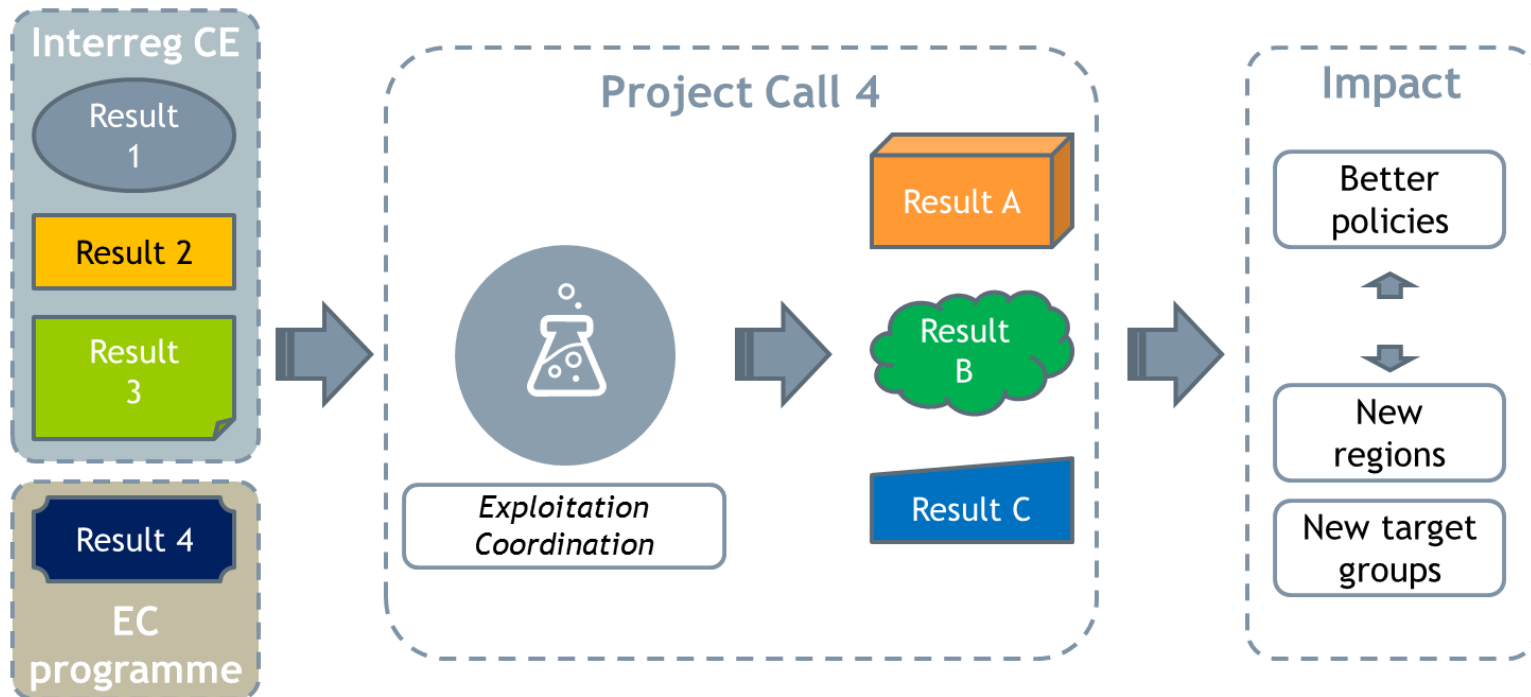 Interreg CE
Result
1
Result 2
Result
3
Result 4
EC
programme
Project Call 4
Exploitation
Coordination
Result A
Result
B
Result C
Impact
Better
policies
New
regions
New target
groups